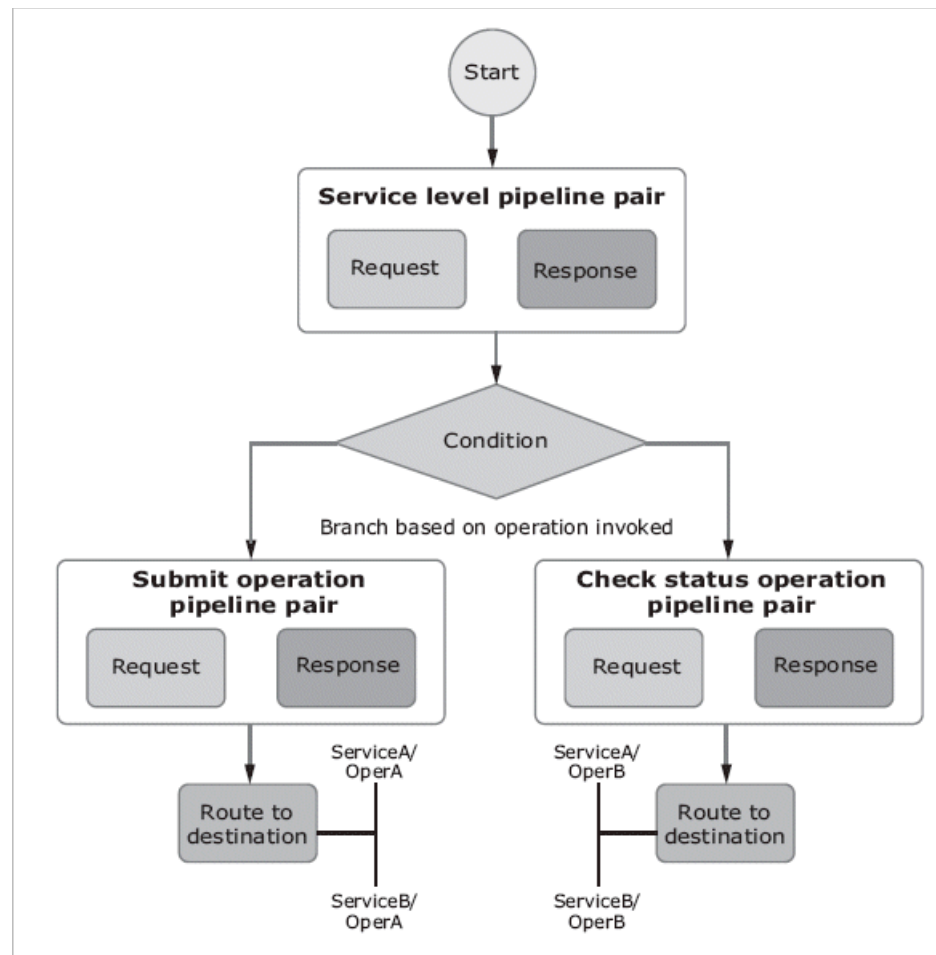 Start
Service level pipeline pair
Request
Response
Condition
Branch based on operation invoked
Submit operation
pipeline pair
Request
Response
Check status operation
pipeline pair
Request
Response
ServiceA/
OperA
Route to
destination
ServiceB/
OperA
ServiceA/
OperB
Route to
destination
ServiceB/
OperB